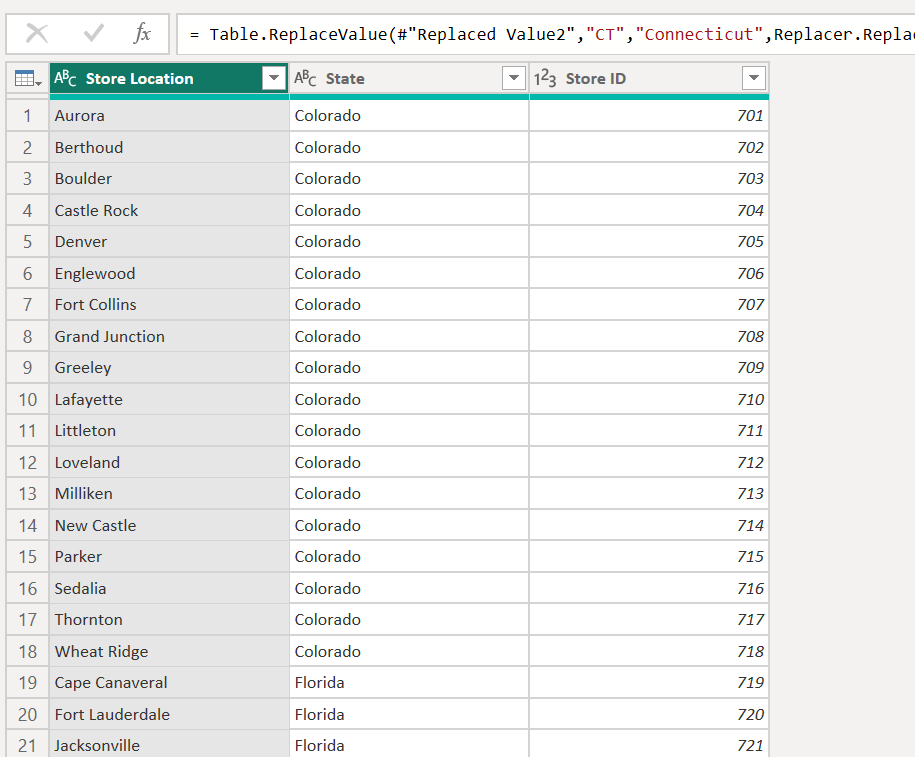 fx = Table.ReplaceValue(#"Replaced Value2","CT","Connecticut",Replacer.Replac
ABC Store Location ABC State 123 Store ID
1 Aurora Colorado 701
2 Berthoud Colorado 702
3 Boulder Colorado 703
4 Castle Rock Colorado 704
5 Denver Colorado 705
6 Englewood Colorado 706
7 Fort Collins Colorado 707
8 Grand Junction Colorado 708
9 Greeley Colorado 709
10 Lafayette Colorado 710
11 Littleton Colorado 711
12 Loveland Colorado 712
13 Milliken Colorado 713
14 New Castle Colorado 714
15 Parker Colorado 715
16 Sedalia Colorado 716
17 Thornton Colorado 717
18 Wheat Ridge Colorado 718
19 Cape Canaveral Florida 719
20 Fort Lauderdale Florida 720
21 Jacksonville Florida 721